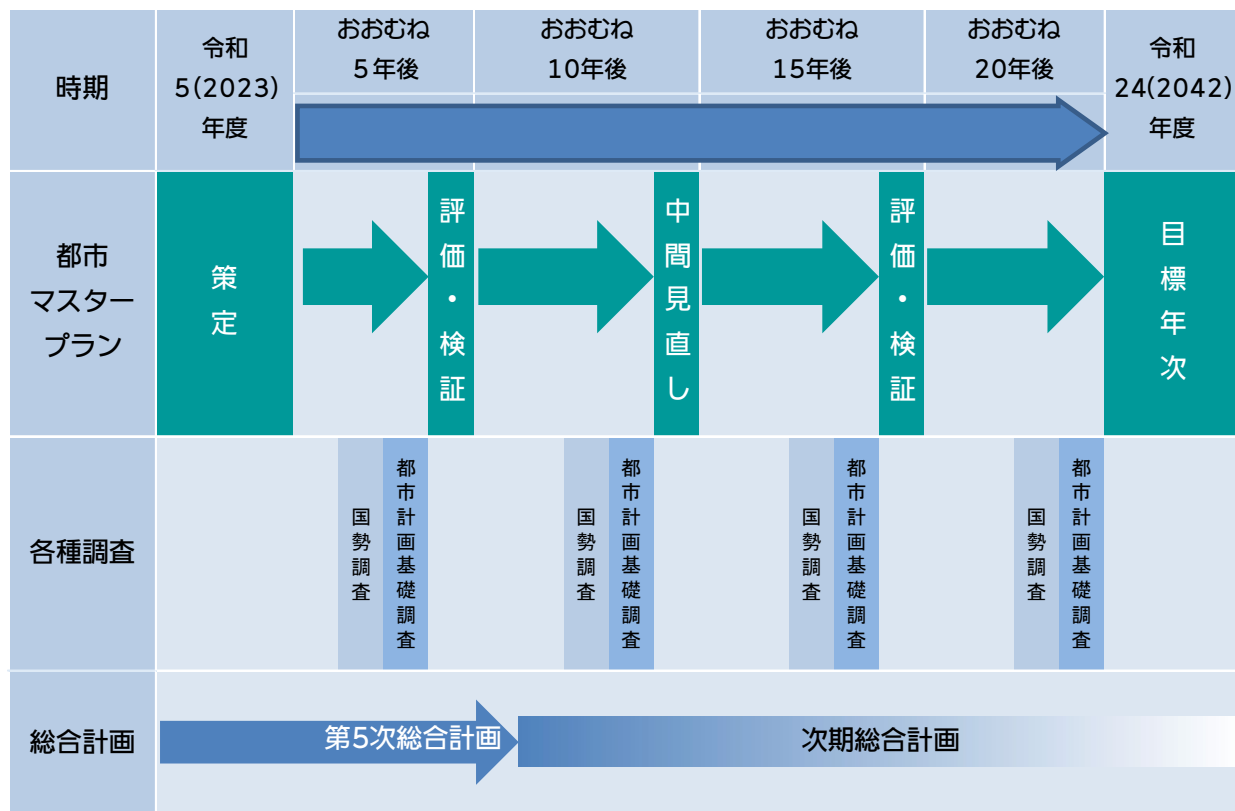 時期
令和
5(2023)
年度
おおむね
5年後
おおむね
10年後
おおむね
15年後
おおむね
20年後
令和
24(2042)
年度
都市
マスター
プラン
策定
評価・検証
中間見直し
評価・検証
目標年次
各種調査
国勢調査
都市計画基礎調査
国勢調査
都市計画基礎調査
国勢調査
都市計画基礎調査
国勢調査
都市計画基礎調査
総合計画
第5次総合計画
次期総合計画